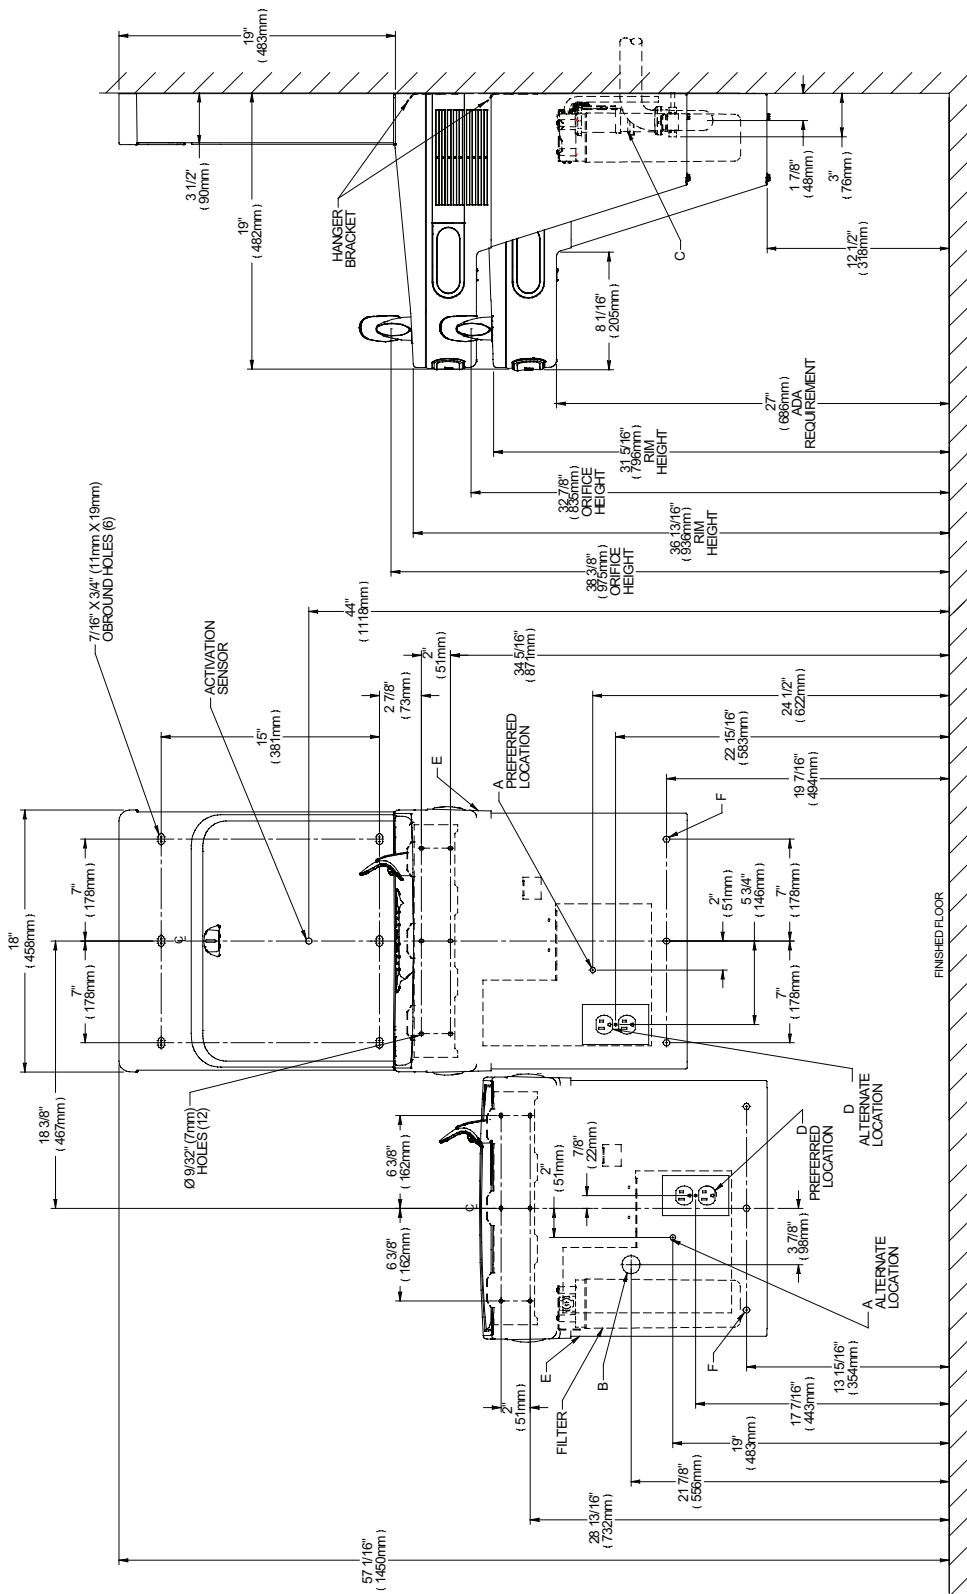 19"
( 483mm )
3 1/2"
( 90mm )
19"
( 482mm )
HANGER
BRACKET
C
1 7/8"
( 48mm )
3"
( 76mm )
12 1/2"
( 318mm )
8 1/16"
( 205mm )
27"
( 686mm )
ADA
REQUIREMENT
31 5/16"
( 796mm )
RIM
HEIGHT
32 7/8"
( 835mm )
ORIFICE
HEIGHT
36 13/16"
( 936mm )
RIM
HEIGHT
38 3/8"
( 975mm )
ORIFICE
HEIGHT
7/16" X 3/4" (11mm X 19mm)
OBROUND HOLES (6)
ACTIVATION
SENSOR
44"
( 1118mm )
15"
( 381mm )
2 7/8"
( 73mm )
2"
( 51mm )
34 5/16"
( 871mm )
E
A
PREFERRED
LOCATION
24 1/2"
( 622mm )
22 15/16"
( 583mm )
19 7/16"
( 494mm )
F
18"
( 458mm )
7"
( 178mm )
7"
( 178mm )
CL
2"
( 51mm )
5 3/4"
( 146mm )
7"
( 178mm )
7"
( 178mm )
FINISHED FLOOR
18 3/8"
( 467mm )
Ø 9/32" (7mm)
HOLES (12)
6 3/8"
( 162mm )
6 3/8"
( 162mm )
CL
2"
( 51mm )
7/8"
( 22mm )
D
ALTERNATE
LOCATION
D
PREFERRED
LOCATION
3 7/8"
( 98mm )
A
ALTERNATE
LOCATION
2"
( 51mm )
FILTER
E
B
F
13 15/16"
( 354mm )
17 7/16"
( 443mm )
19"
( 483mm )
21 7/8"
( 556mm )
28 13/16"
( 732mm )
57 1/16"
( 1450mm )